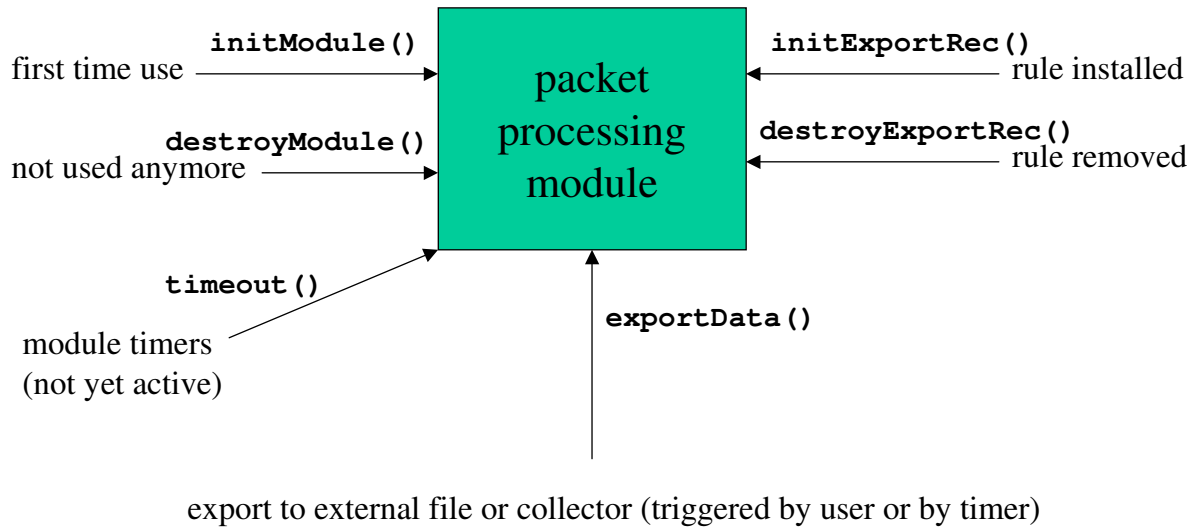 initModule()
first time use
destroyModule()
not used anymore
timeout()
module timers
(not yet active)
packet
processing
module
initExportRec()
rule installed
destroyExportRec()
rule removed
exportData()
export to external file or collector (triggered by user or by timer)